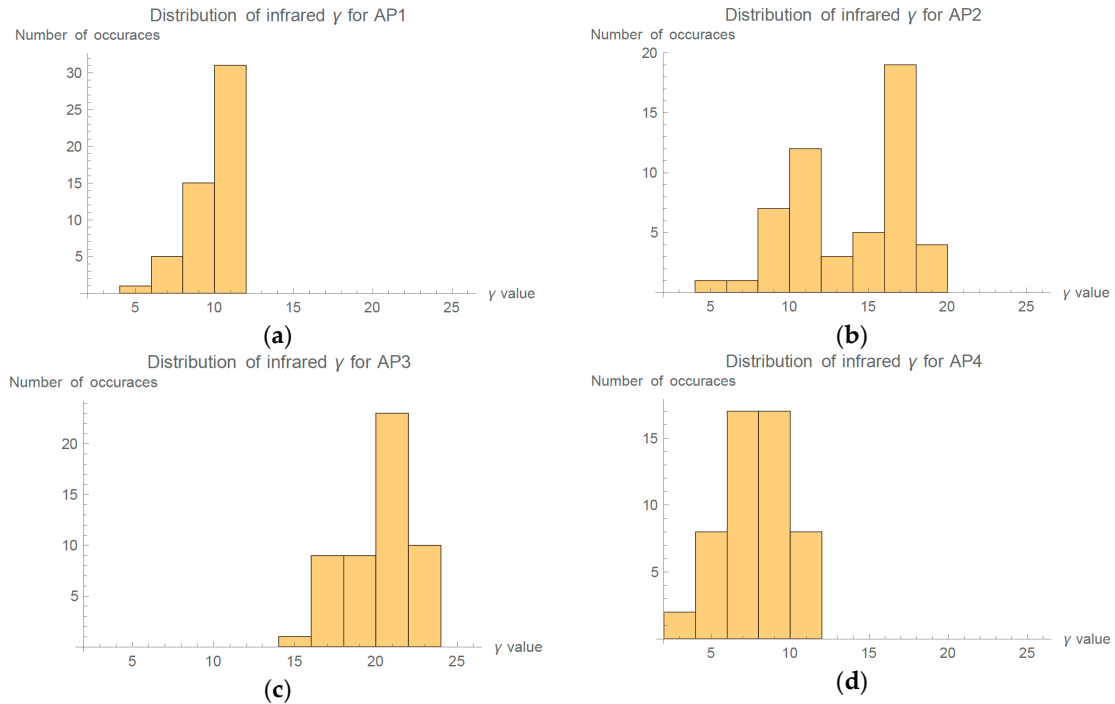 Distribution of infrared γ for AP1
Number of occuraces
30
25
20
15
10
5
5 10 15 20 25
γ value
(a)
Distribution of infrared γ for AP2
Number of occuraces
20
15
10
5
5 10 15 20 25
γ value
(b)
Distribution of infrared γ for AP3
Number of occuraces
20
15
10
5
5 10 15 20 25
γ value
(c)
Distribution of infrared γ for AP4
Number of occuraces
15
10
5
5 10 15 20 25
γ value
(d)